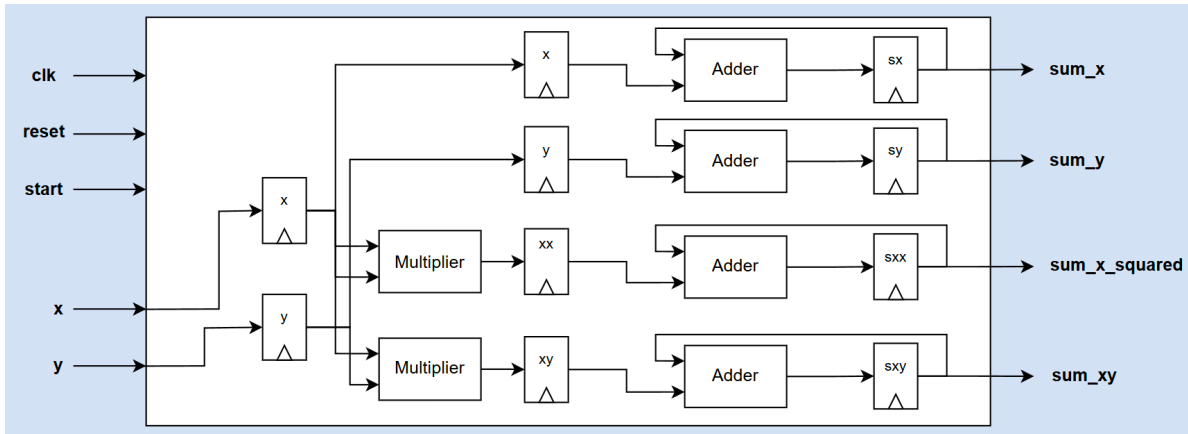 clk
reset
start
x
y
x
y
Multiplier
Multiplier
x
y
xx
xy
Adder
Adder
Adder
Adder
sx
sy
sxx
sxy
sum_x
sum_y
sum_x_squared
sum_xy